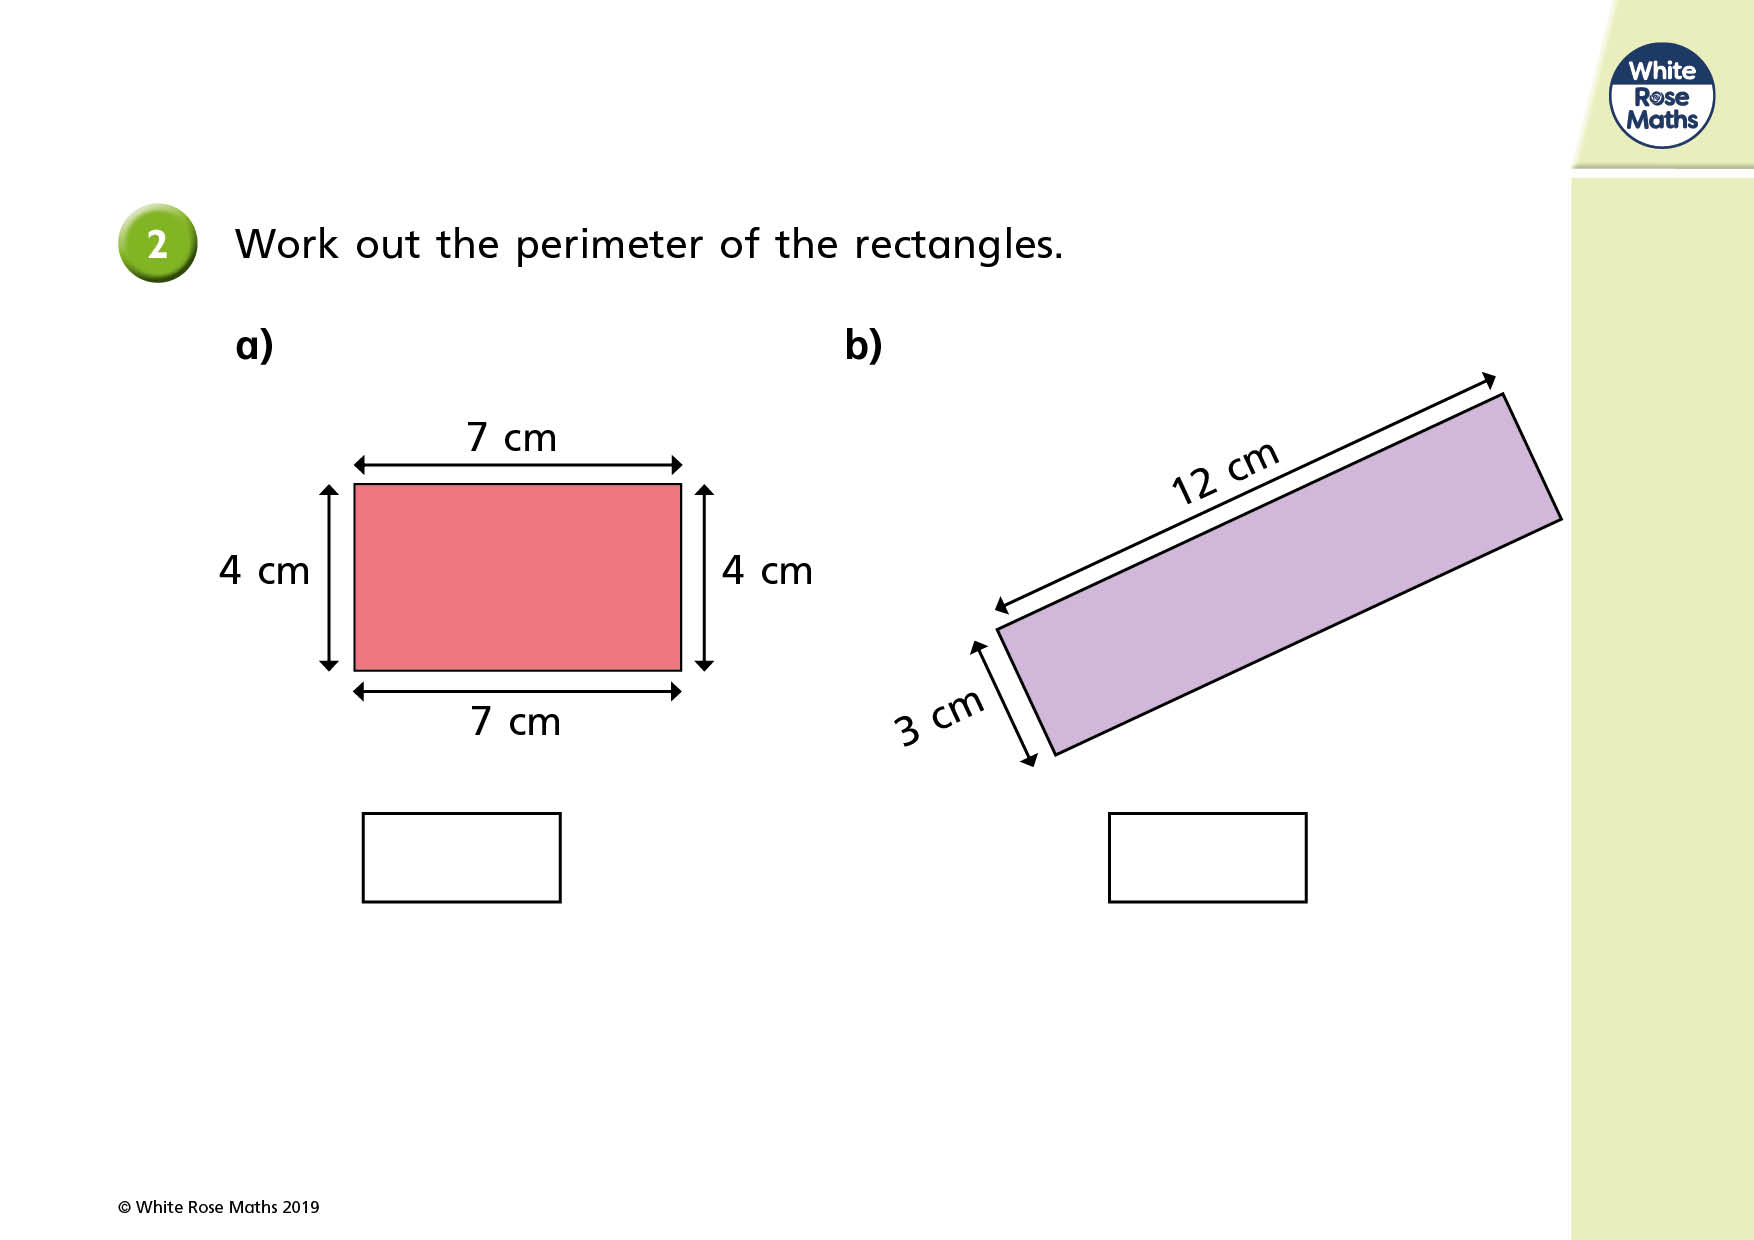 White
Rose
Maths
2 Work out the perimeter of the rectangles.
a)
b)
7 cm
4 cm
4 cm
7 cm
12 cm
3 cm
© White Rose Maths 2019